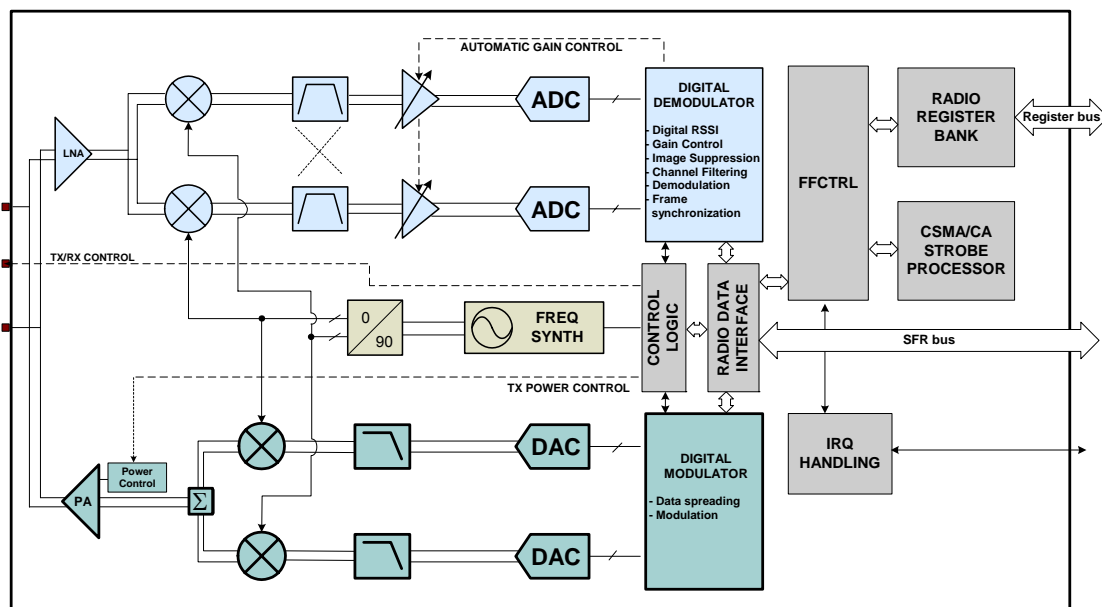 AUTOMATIC GAIN CONTROL
LNA
ADC
ADC
DIGITAL
DEMODULATOR
- Digital RSSI
- Gain Control
- Image Suppression
- Channel Filtering
- Demodulation
- Frame
synchronization
FFCTRL
RADIO
REGISTER
BANK
Register bus
CSMA/CA
STROBE
PROCESSOR
TX/RX CONTROL
0
90
FREQ
SYNTH
CONTROL
LOGIC
RADIO DATA
INTERFACE
SFR bus
TX POWER CONTROL
Power
Control
PA
Σ
DAC
DAC
DIGITAL
MODULATOR
- Data spreading
- Modulation
IRQ
HANDLING